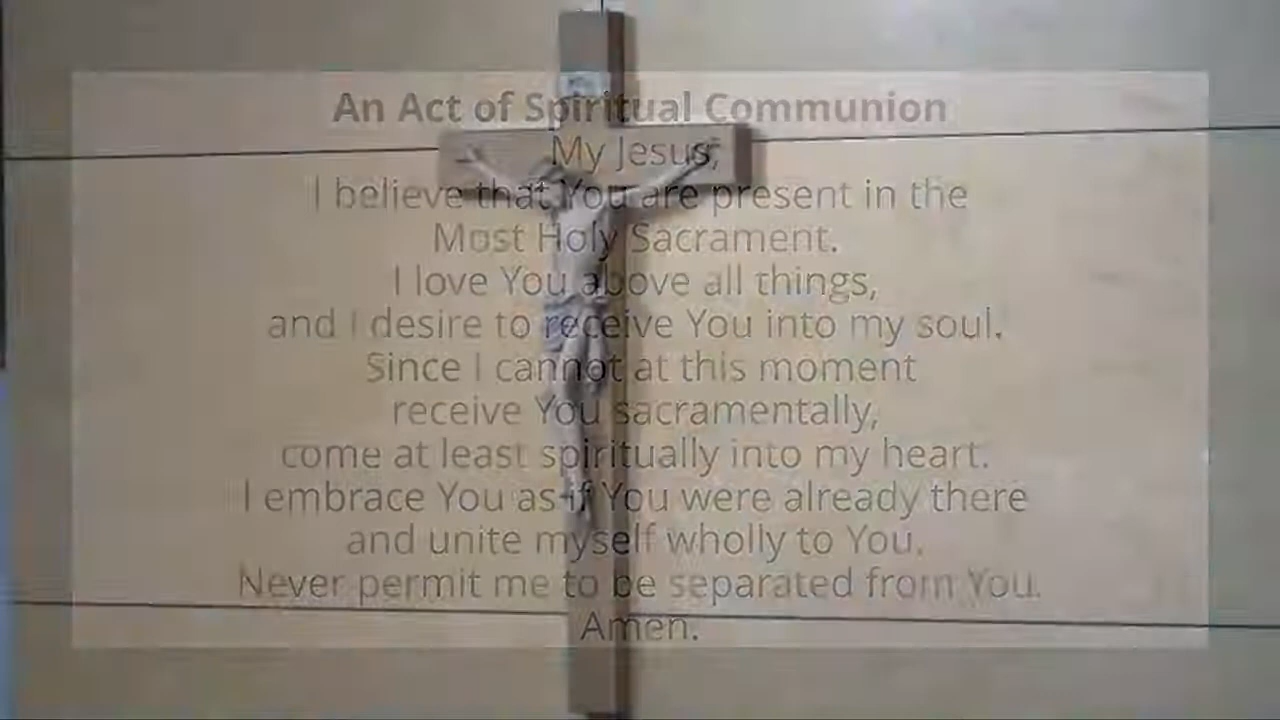 An Act of Spiritual Communion
My Jesus,
I believe that You are present in the
Most Holy Sacrament.
I love You above all things,
and I desire to receive You into my soul.
Since I cannot at this moment
receive You sacramentally,
come at least spiritually into my heart.
I embrace You as if You were already there
and unite myself wholly to You.
Never permit me to be separated from You.
Amen.